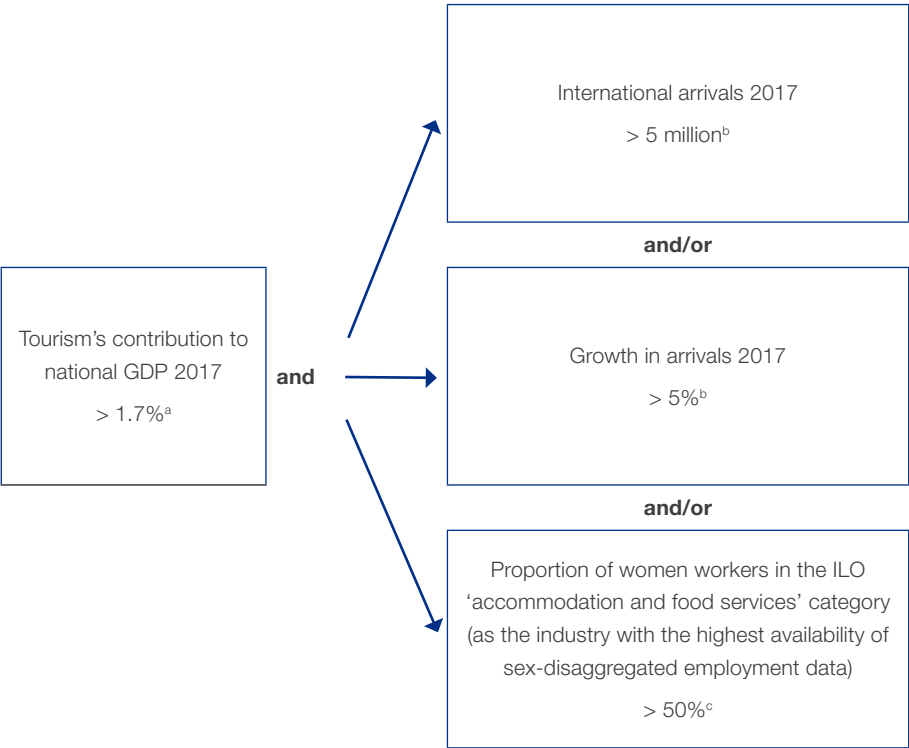 International arrivals 2017
> 5 millionᵇ
and/or
Tourism’s contribution to
national GDP 2017
> 1.7%ᵃ
and
Growth in arrivals 2017
> 5%ᵇ
and/or
Proportion of women workers in the ILO
‘accommodation and food services’ category
(as the industry with the highest availability of
sex-disaggregated employment data)
> 50%ᶜ